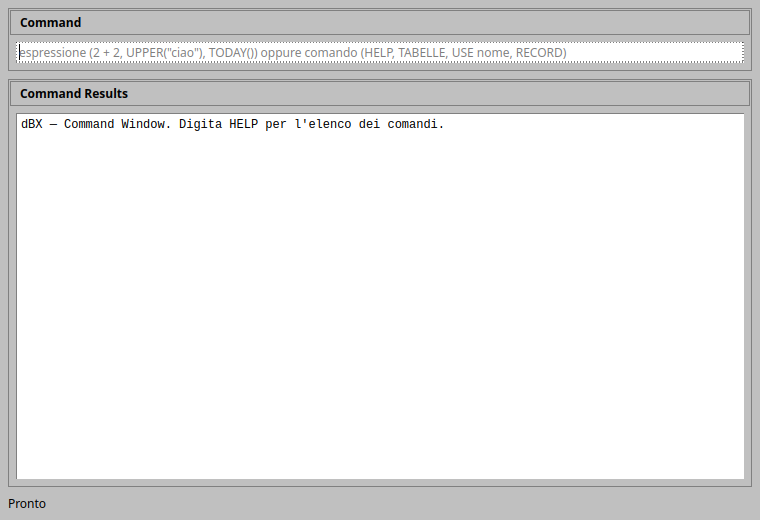 Command
espressione (2 + 2, UPPER("ciao"), TODAY()) oppure comando (HELP, TABELLE, USE nome, RECORD)
Command Results
dBX — Command Window. Digita HELP per l'elenco dei comandi.
Pronto